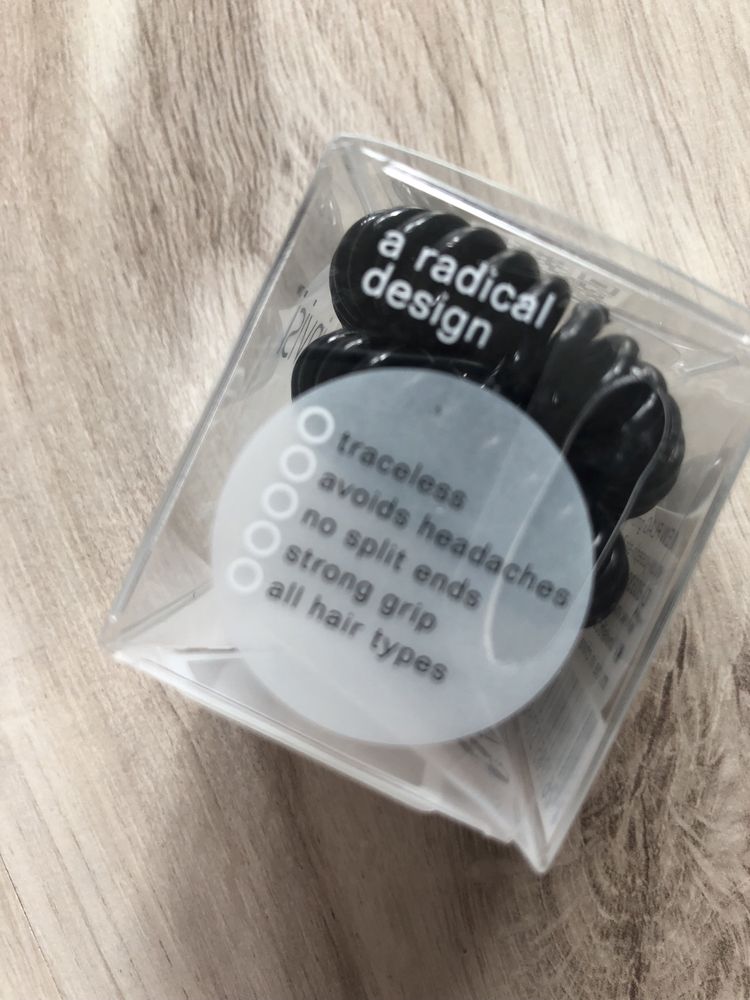 a radical
design
traceless
avoids headaches
no split ends
strong grip
all hair types